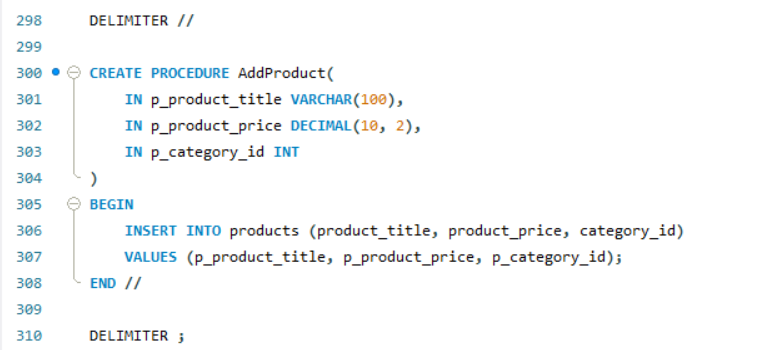 298 DELIMITER //
299
300 CREATE PROCEDURE AddProduct(
301 IN p_product_title VARCHAR(100),
302 IN p_product_price DECIMAL(10, 2),
303 IN p_category_id INT
304 )
305 BEGIN
306 INSERT INTO products (product_title, product_price, category_id)
307 VALUES (p_product_title, p_product_price, p_category_id);
308 END //
309
310 DELIMITER ;